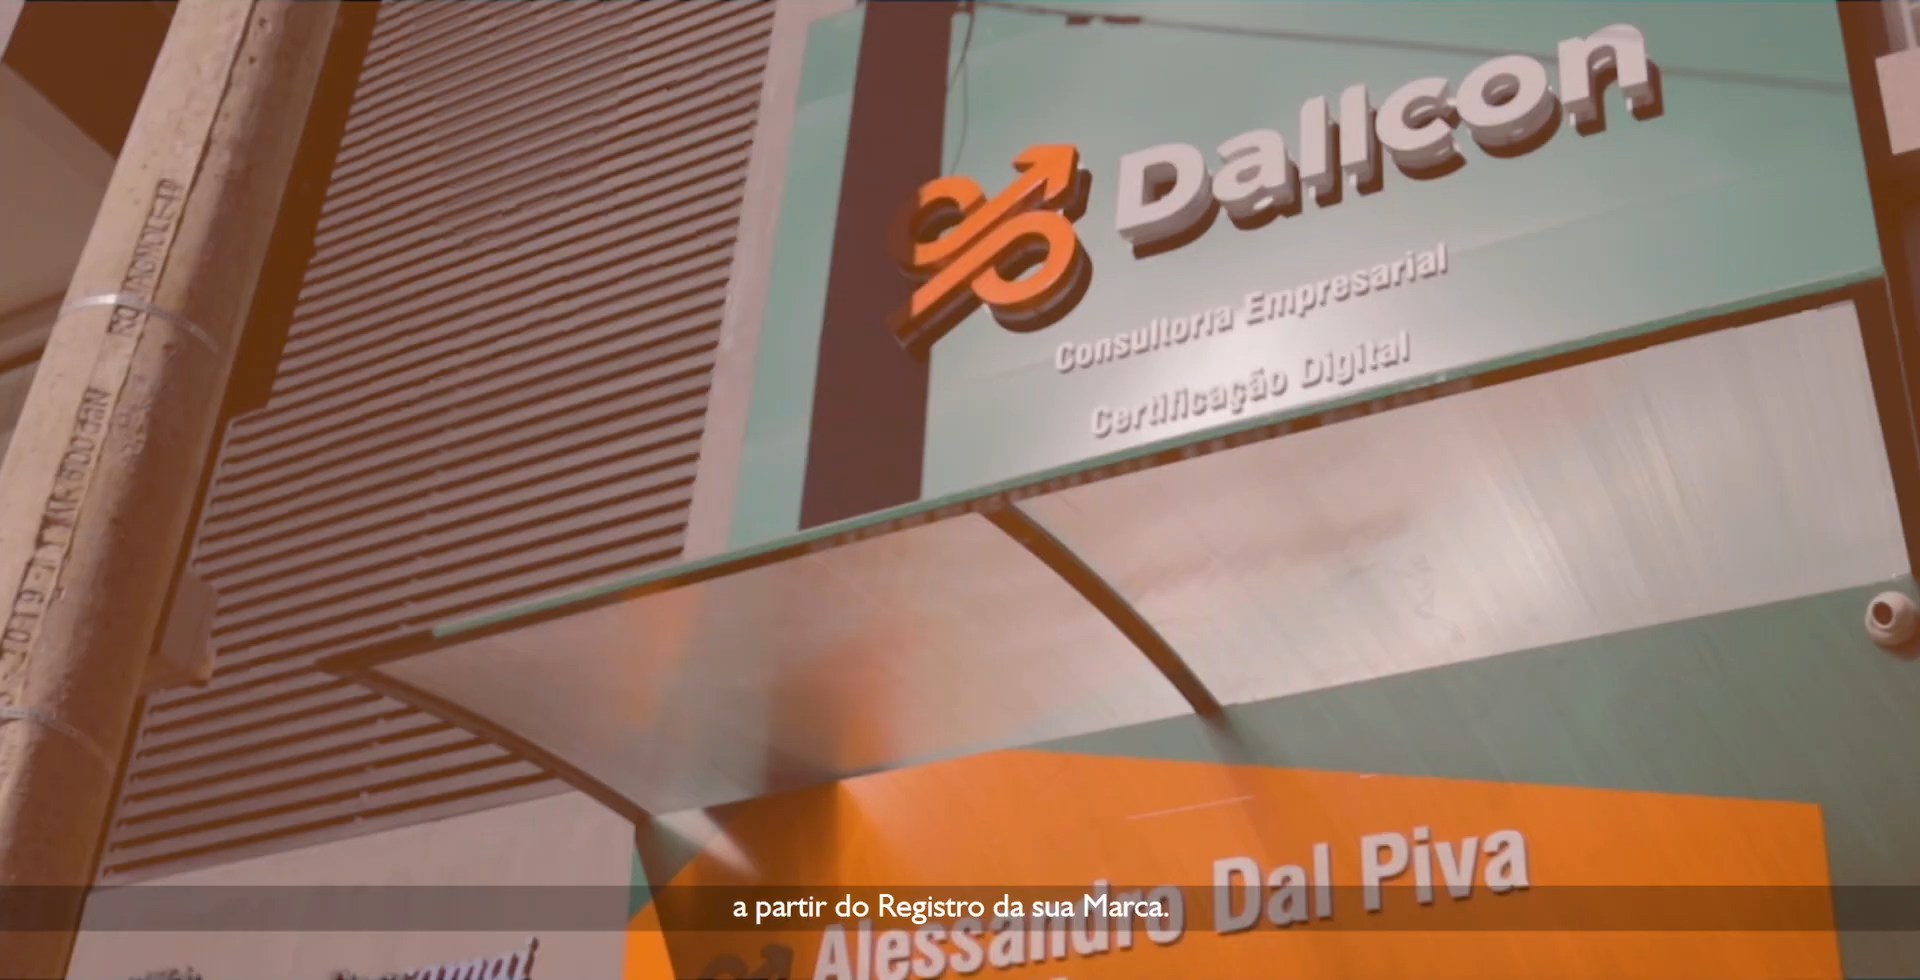 Dallcon
Consultoria Empresarial
Certificação Digital
Alessandro Dal Piva
a partir do Registro da sua Marca.